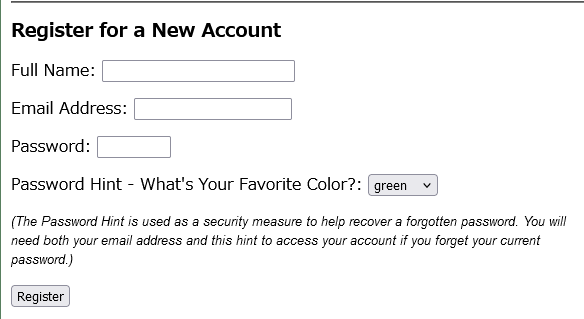 Register for a New Account
Full Name:
Email Address:
Password:
Password Hint - What's Your Favorite Color?: green
(The Password Hint is used as a security measure to help recover a forgotten password. You will
need both your email address and this hint to access your account if you forget your current
password.)
Register